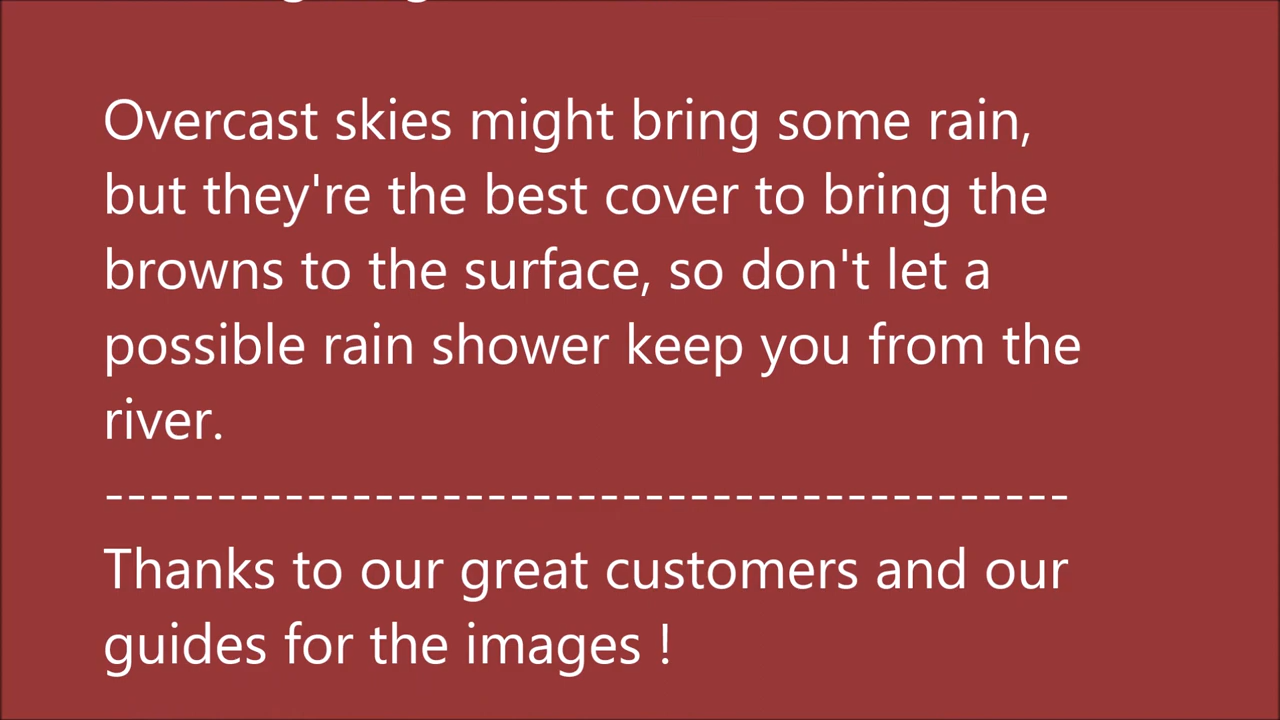 Overcast skies might bring some rain,
but they're the best cover to bring the
browns to the surface, so don't let a
possible rain shower keep you from the
river.
-------------------------------------------
Thanks to our great customers and our
guides for the images !